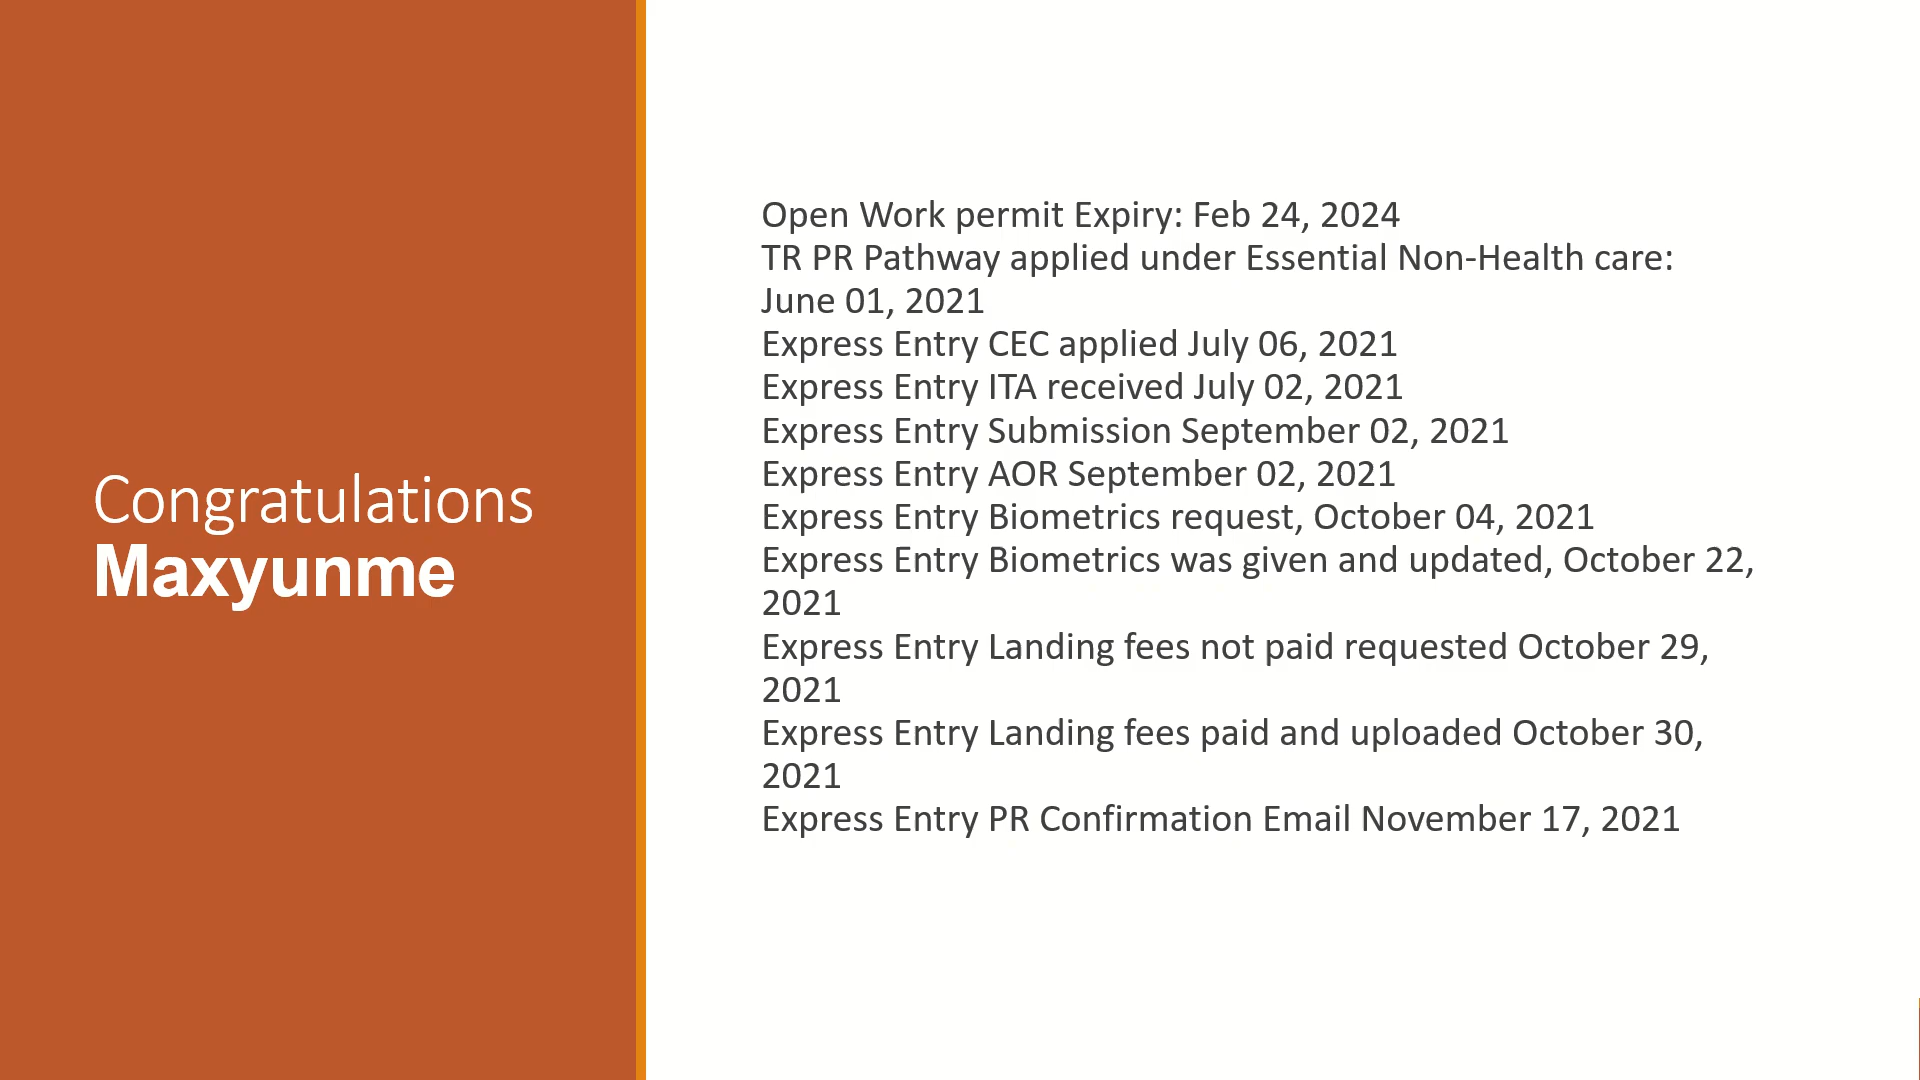 Congratulations
Maxyunme
Open Work permit Expiry: Feb 24, 2024
TR PR Pathway applied under Essential Non-Health care:
June 01, 2021
Express Entry CEC applied July 06, 2021
Express Entry ITA received July 02, 2021
Express Entry Submission September 02, 2021
Express Entry AOR September 02, 2021
Express Entry Biometrics request, October 04, 2021
Express Entry Biometrics was given and updated, October 22,
2021
Express Entry Landing fees not paid requested October 29,
2021
Express Entry Landing fees paid and uploaded October 30,
2021
Express Entry PR Confirmation Email November 17, 2021